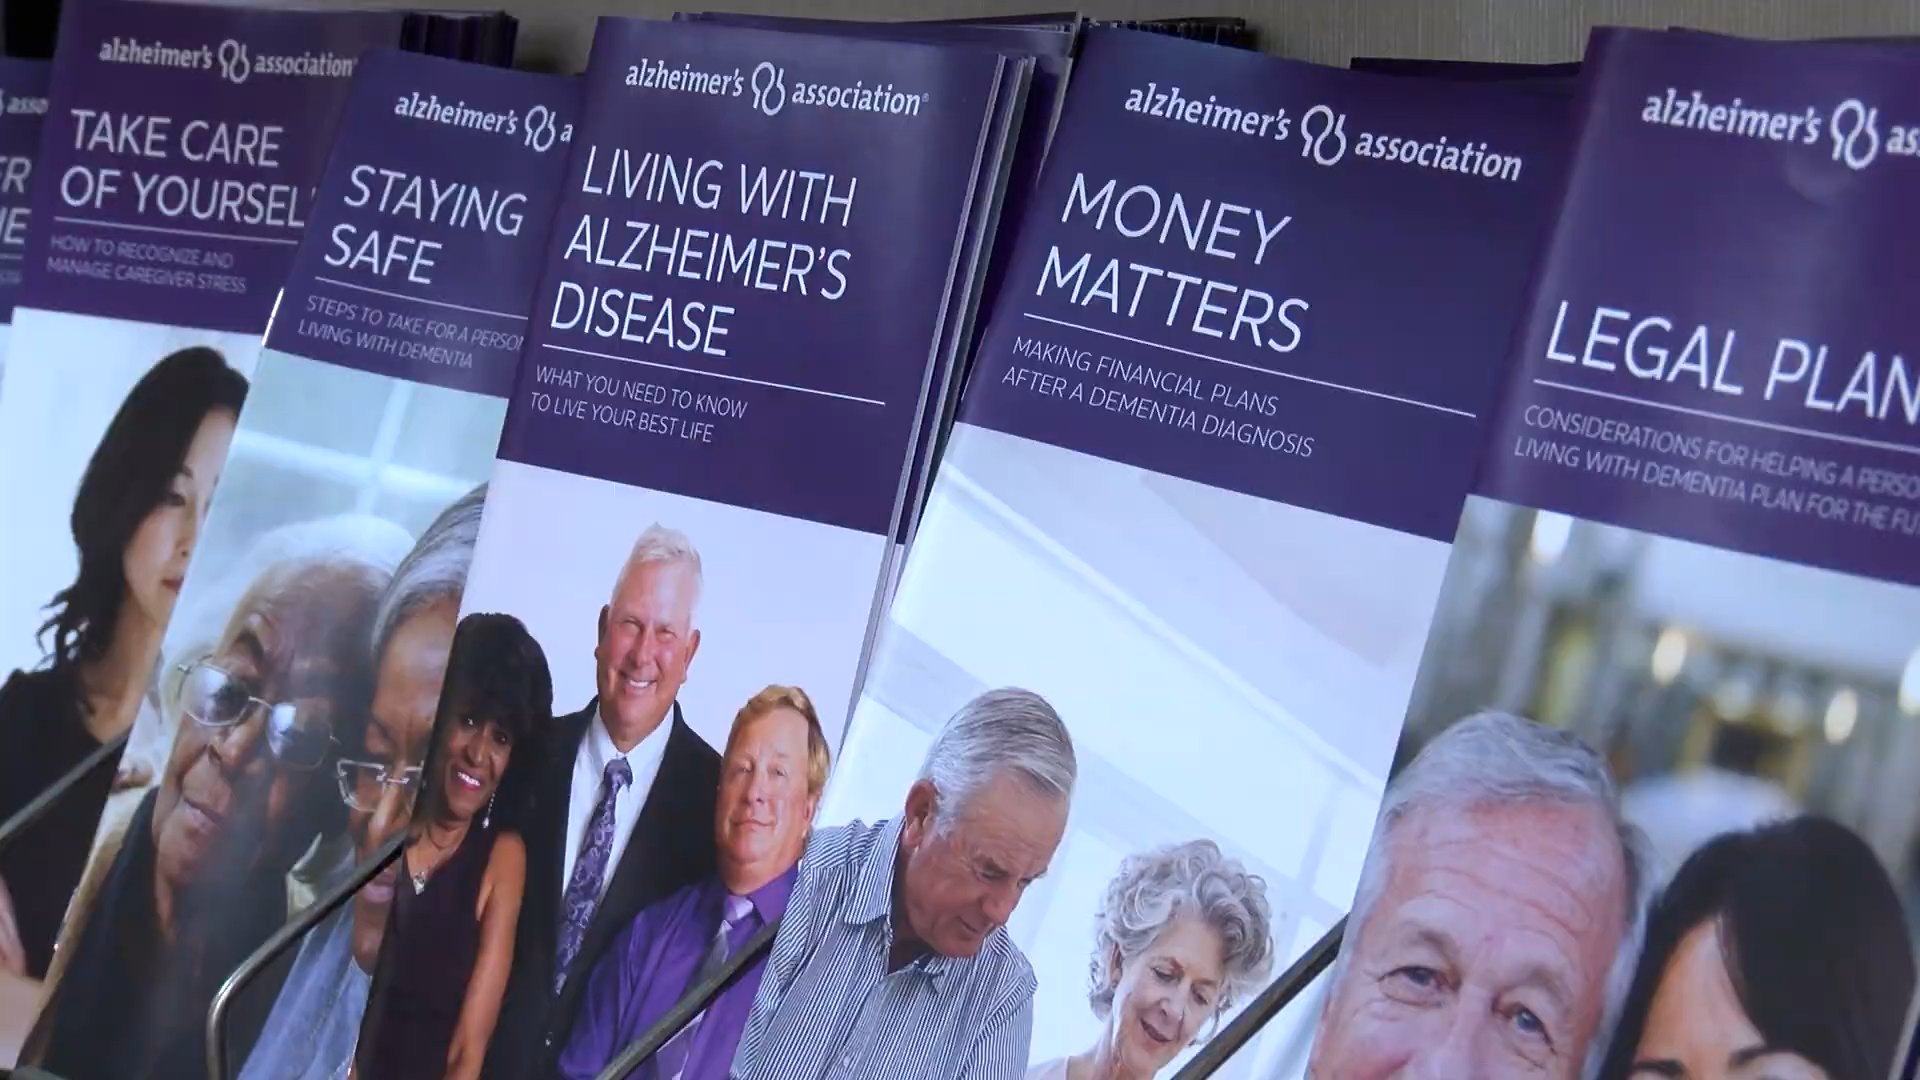 alzheimer's association
TAKE CARE
OF YOURSEL
HOW TO RECOGNIZE AND
MANAGE CAREGIVER STRESS
alzheimer's a
STAYING
SAFE
STEPS TO TAKE FOR A PERSON
LIVING WITH DEMENTIA
alzheimer's association®
LIVING WITH
ALZHEIMER'S
DISEASE
WHAT YOU NEED TO KNOW
TO LIVE YOUR BEST LIFE
alzheimer's association
MONEY
MATTERS
MAKING FINANCIAL PLANS
AFTER A DEMENTIA DIAGNOSIS
alzheimer's as
LEGAL PLAN
CONSIDERATIONS FOR HELPING A PERSO
LIVING WITH DEMENTIA PLAN FOR THE FU